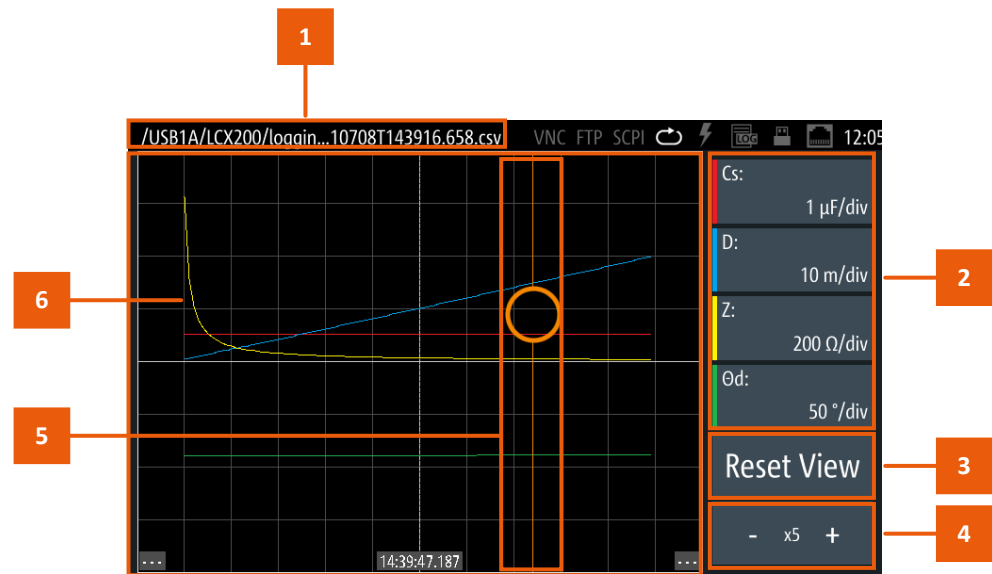 1
/USB1A/LCX200/loggin...10708T143916.658.csv VNC FTP SCPI LOG 12:05
Cs:
1 µF/div
D:
10 m/div
2
6
Z:
200 Ω/div
Θd:
50 °/div
5
Reset View
3
- x5 +
4
... 14:39:47.187 ...